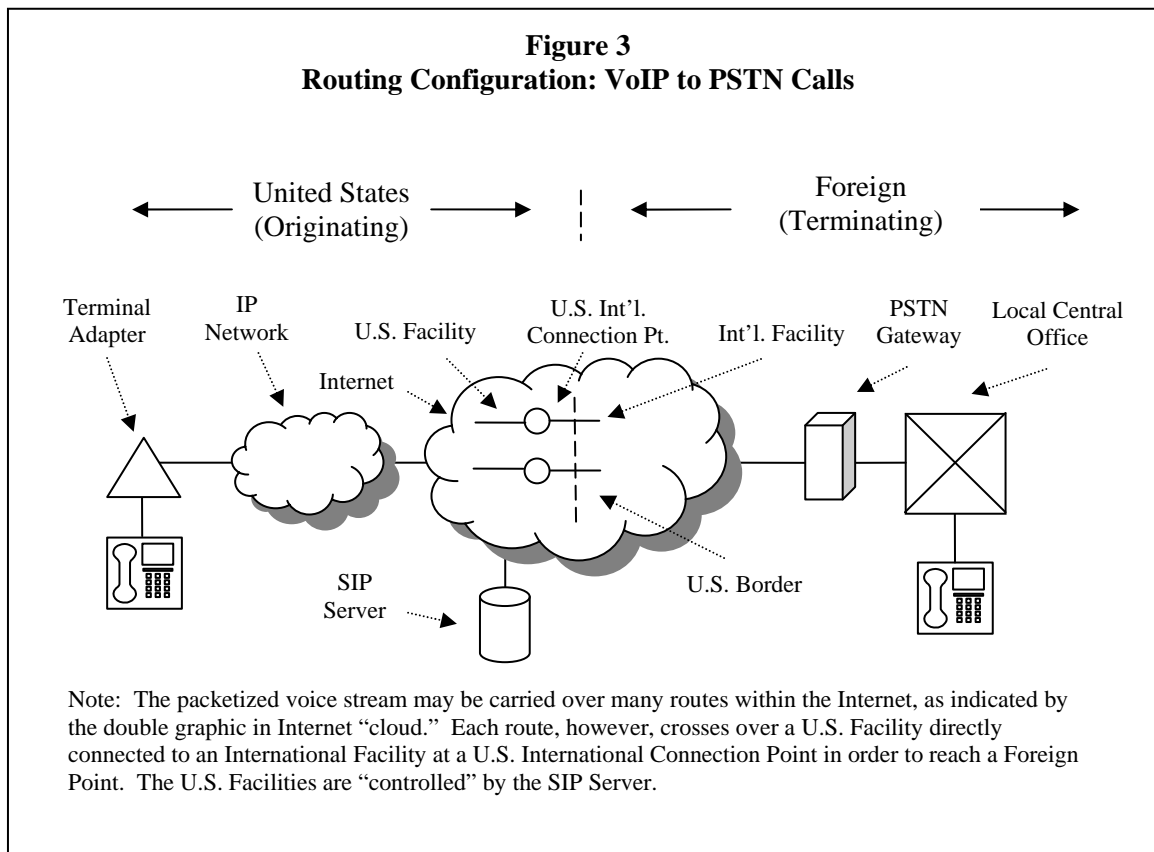 Figure 3
Routing Configuration: VoIP to PSTN Calls
United States
(Originating)
Foreign
(Terminating)
Terminal
Adapter
IP
Network
U.S. Facility
Internet
U.S. Int’l.
Connection Pt.
Int’l. Facility
PSTN
Gateway
Local Central
Office
SIP
Server
U.S. Border
Note: The packetized voice stream may be carried over many routes within the Internet, as indicated by
the double graphic in Internet “cloud.” Each route, however, crosses over a U.S. Facility directly
connected to an International Facility at a U.S. International Connection Point in order to reach a Foreign
Point. The U.S. Facilities are “controlled” by the SIP Server.